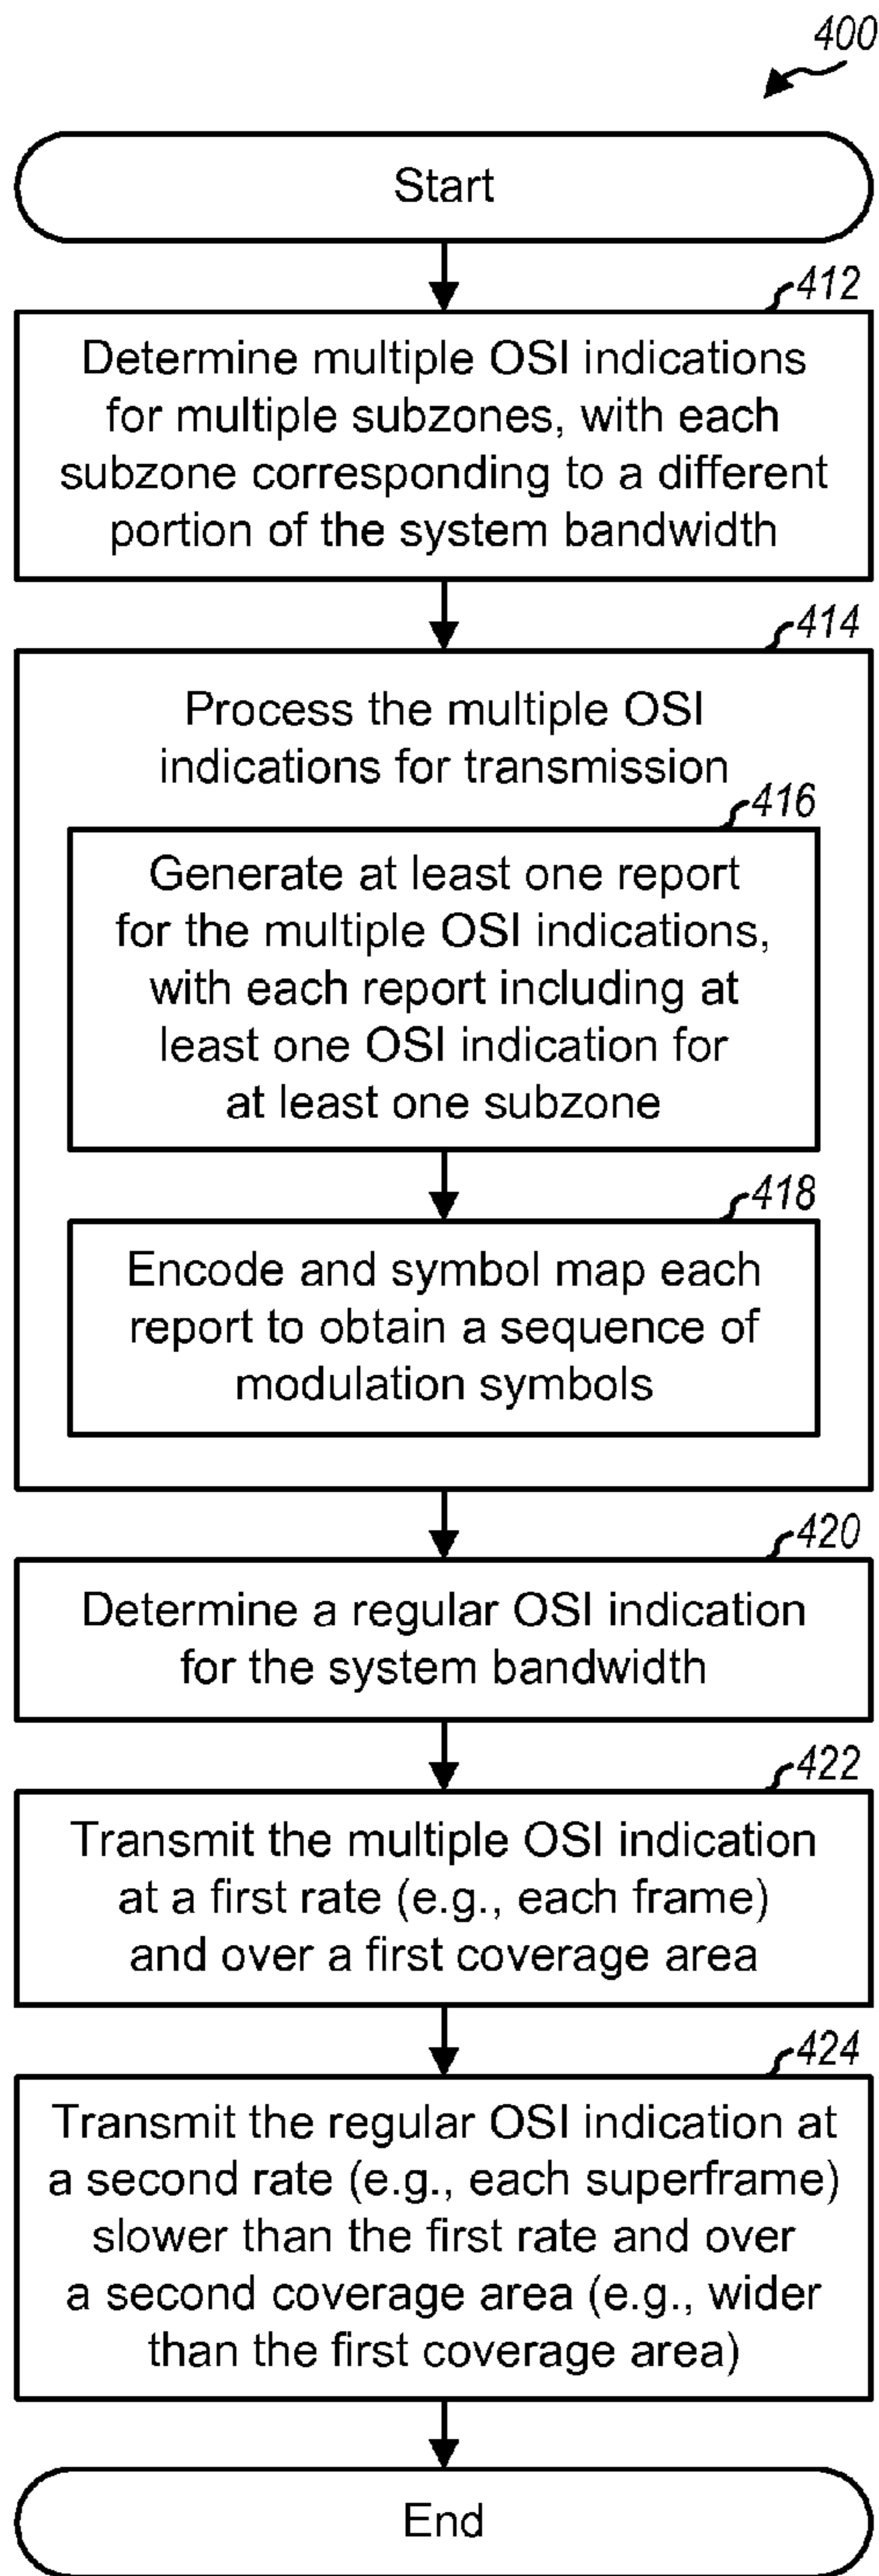 400
Start
412
Determine multiple OSI indications
for multiple subzones, with each
subzone corresponding to a different
portion of the system bandwidth
414
Process the multiple OSI
indications for transmission
416
Generate at least one report
for the multiple OSI indications,
with each report including at
least one OSI indication for
at least one subzone
418
Encode and symbol map each
report to obtain a sequence of
modulation symbols
420
Determine a regular OSI indication
for the system bandwidth
422
Transmit the multiple OSI indication
at a first rate (e.g., each frame)
and over a first coverage area
424
Transmit the regular OSI indication at
a second rate (e.g., each superframe)
slower than the first rate and over
a second coverage area (e.g., wider
than the first coverage area)
End